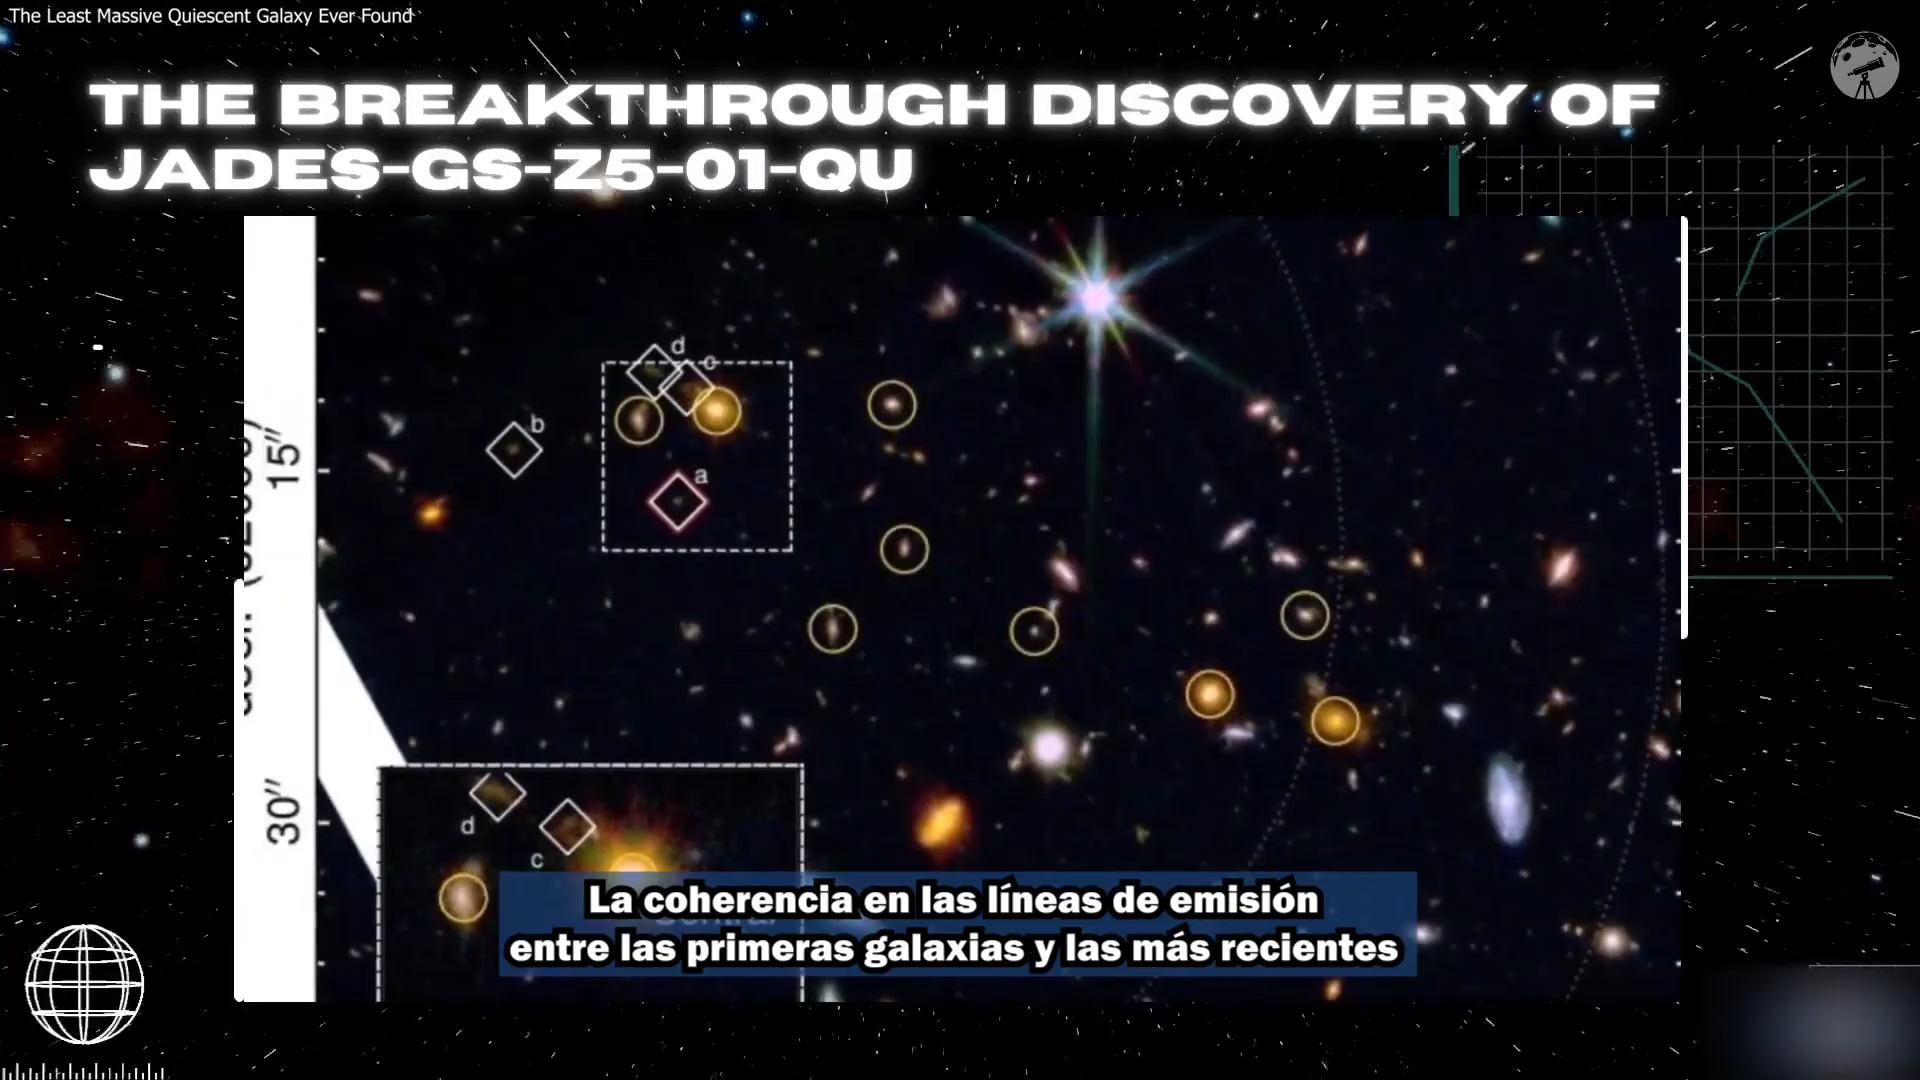 The Least Massive Quiescent Galaxy Ever Found
THE BREAKTHROUGH DISCOVERY OF
JADES-GS-Z5-01-QU
d
c
b
15″
a
30″
d
c
La coherencia en las líneas de emisión
entre las primeras galaxias y las más recientes